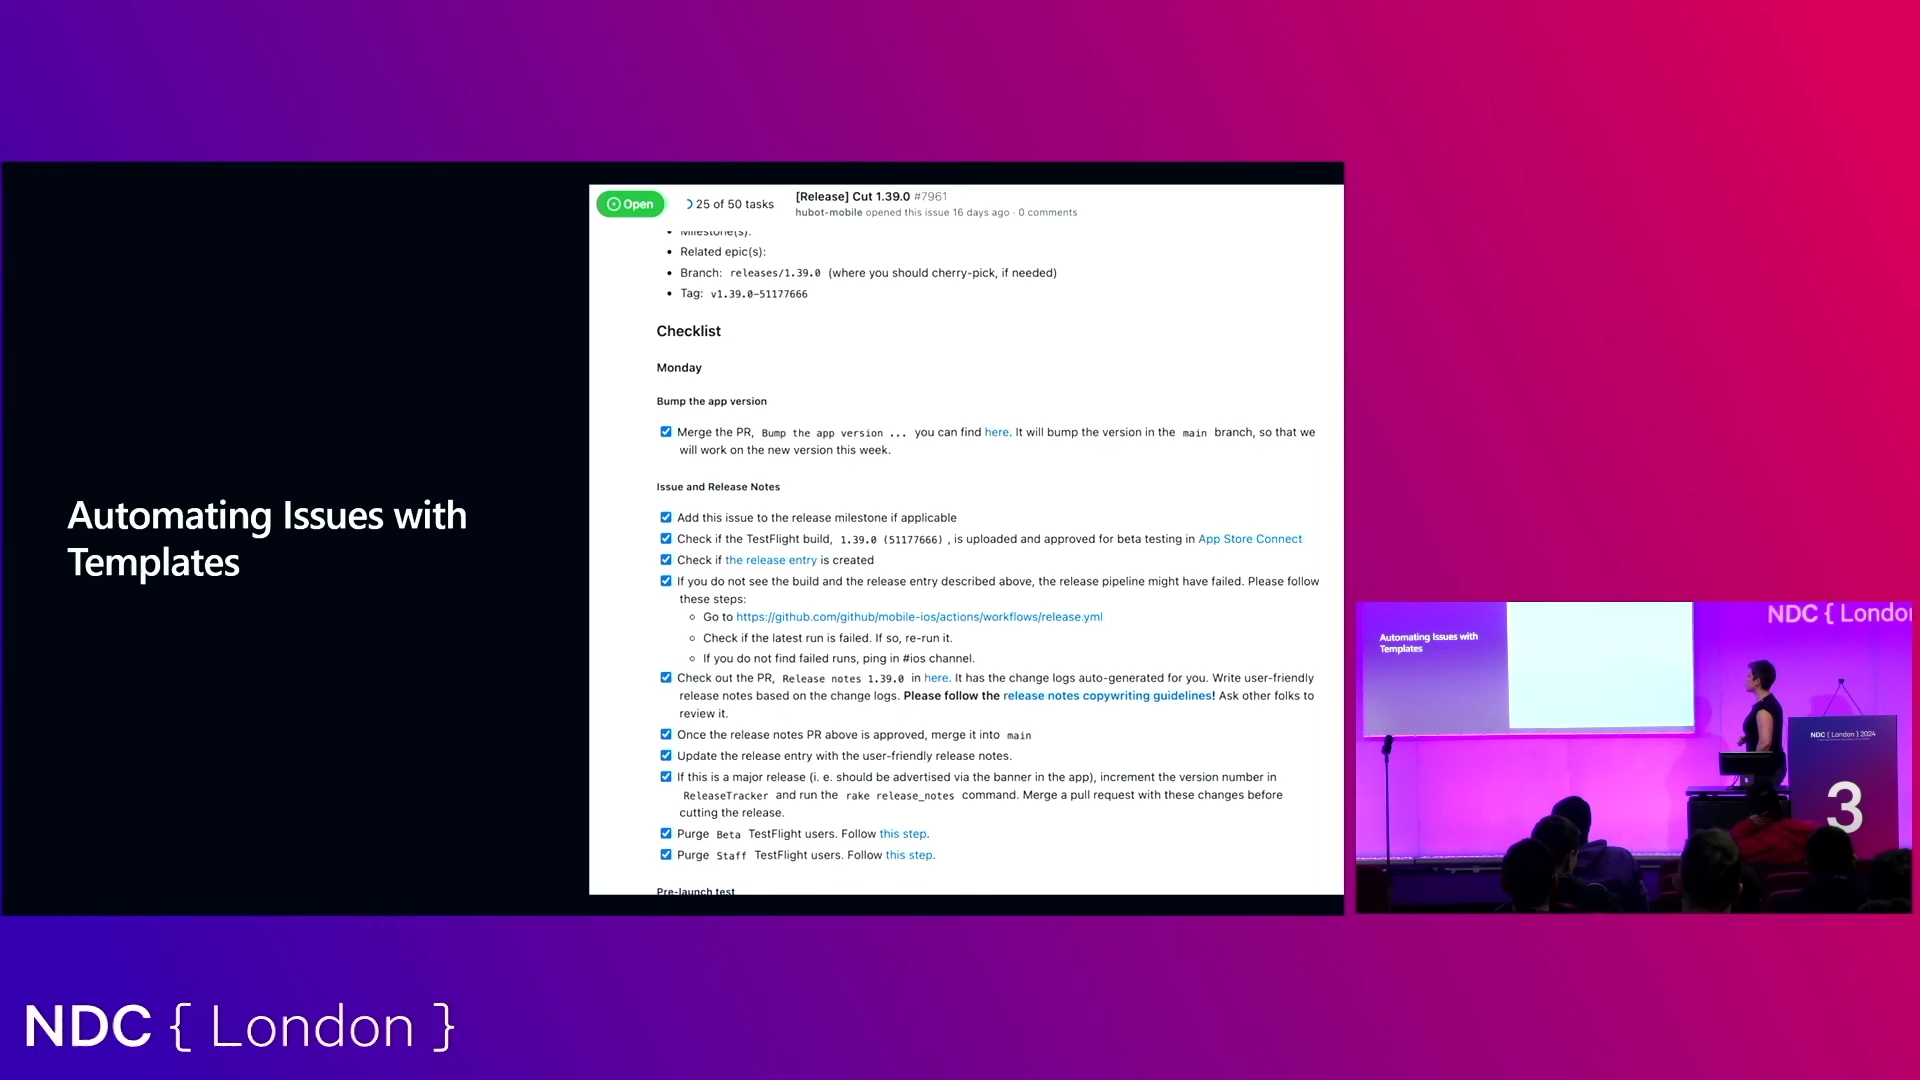 Automating Issues with
Templates
Open
25 of 50 tasks
[Release] Cut 1.39.0 #7961
hubot-mobile opened this issue 16 days ago · 0 comments
• Milestone(s):
• Related epic(s):
• Branch: releases/1.39.0 (where you should cherry-pick, if needed)
• Tag: v1.39.0-51177666
Checklist
Monday
Bump the app version
Merge the PR, Bump the app version ... you can find here. It will bump the version in the main branch, so that we
will work on the new version this week.
Issue and Release Notes
Add this issue to the release milestone if applicable
Check if the TestFlight build, 1.39.0 (51177666) , is uploaded and approved for beta testing in App Store Connect
Check if the release entry is created
If you do not see the build and the release entry described above, the release pipeline might have failed. Please follow
these steps:
Go to https://github.com/github/mobile-ios/actions/workflows/release.yml
Check if the latest run is failed. If so, re-run it.
If you do not find failed runs, ping in #ios channel.
Check out the PR, Release notes 1.39.0 in here. It has the change logs auto-generated for you. Write user-friendly
release notes based on the change logs. Please follow the release notes copywriting guidelines! Ask other folks to
review it.
Once the release notes PR above is approved, merge it into main
Update the release entry with the user-friendly release notes.
If this is a major release (i. e. should be advertised via the banner in the app), increment the version number in
ReleaseTracker and run the rake release_notes command. Merge a pull request with these changes before
cutting the release.
Purge Beta TestFlight users. Follow this step.
Purge Staff TestFlight users. Follow this step.
Pre-launch test
NDC { Londo
Automating Issues with
Templates
NDC { London } 2024
3
NDC { London }